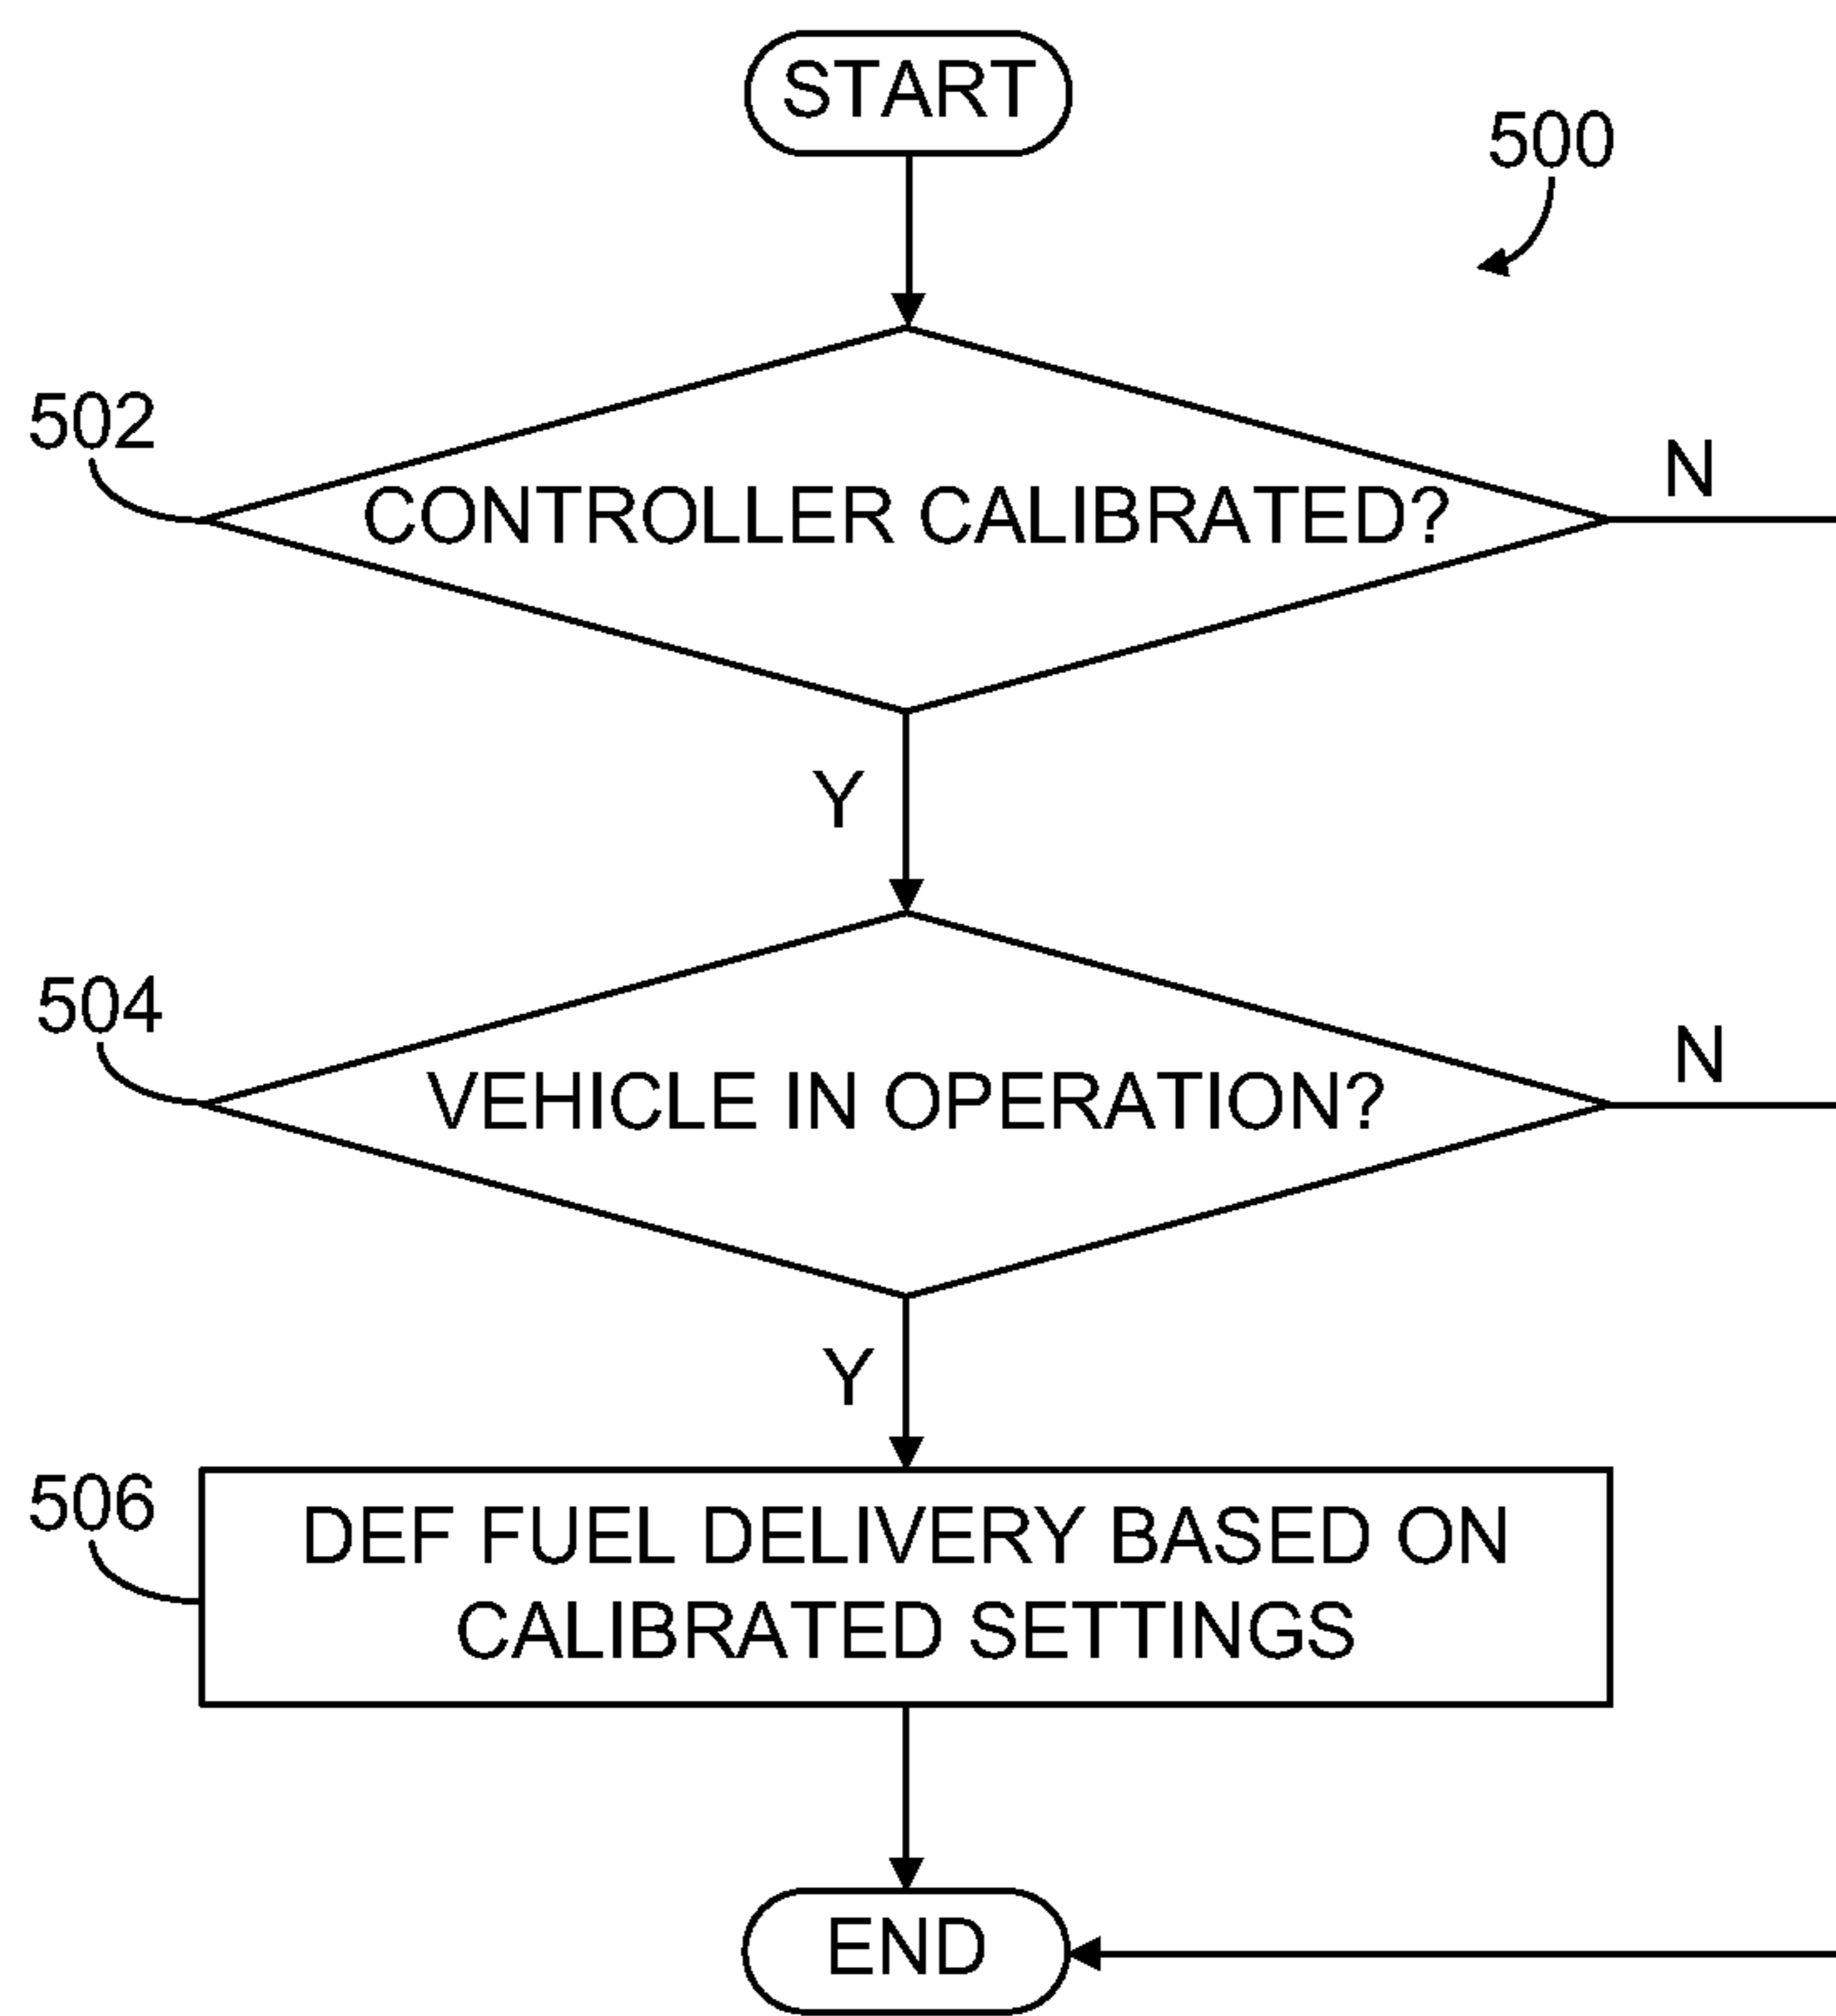 START
500
502
CONTROLLER CALIBRATED?
N
Y
504
VEHICLE IN OPERATION?
N
Y
506
DEF FUEL DELIVERY BASED ON
CALIBRATED SETTINGS
END